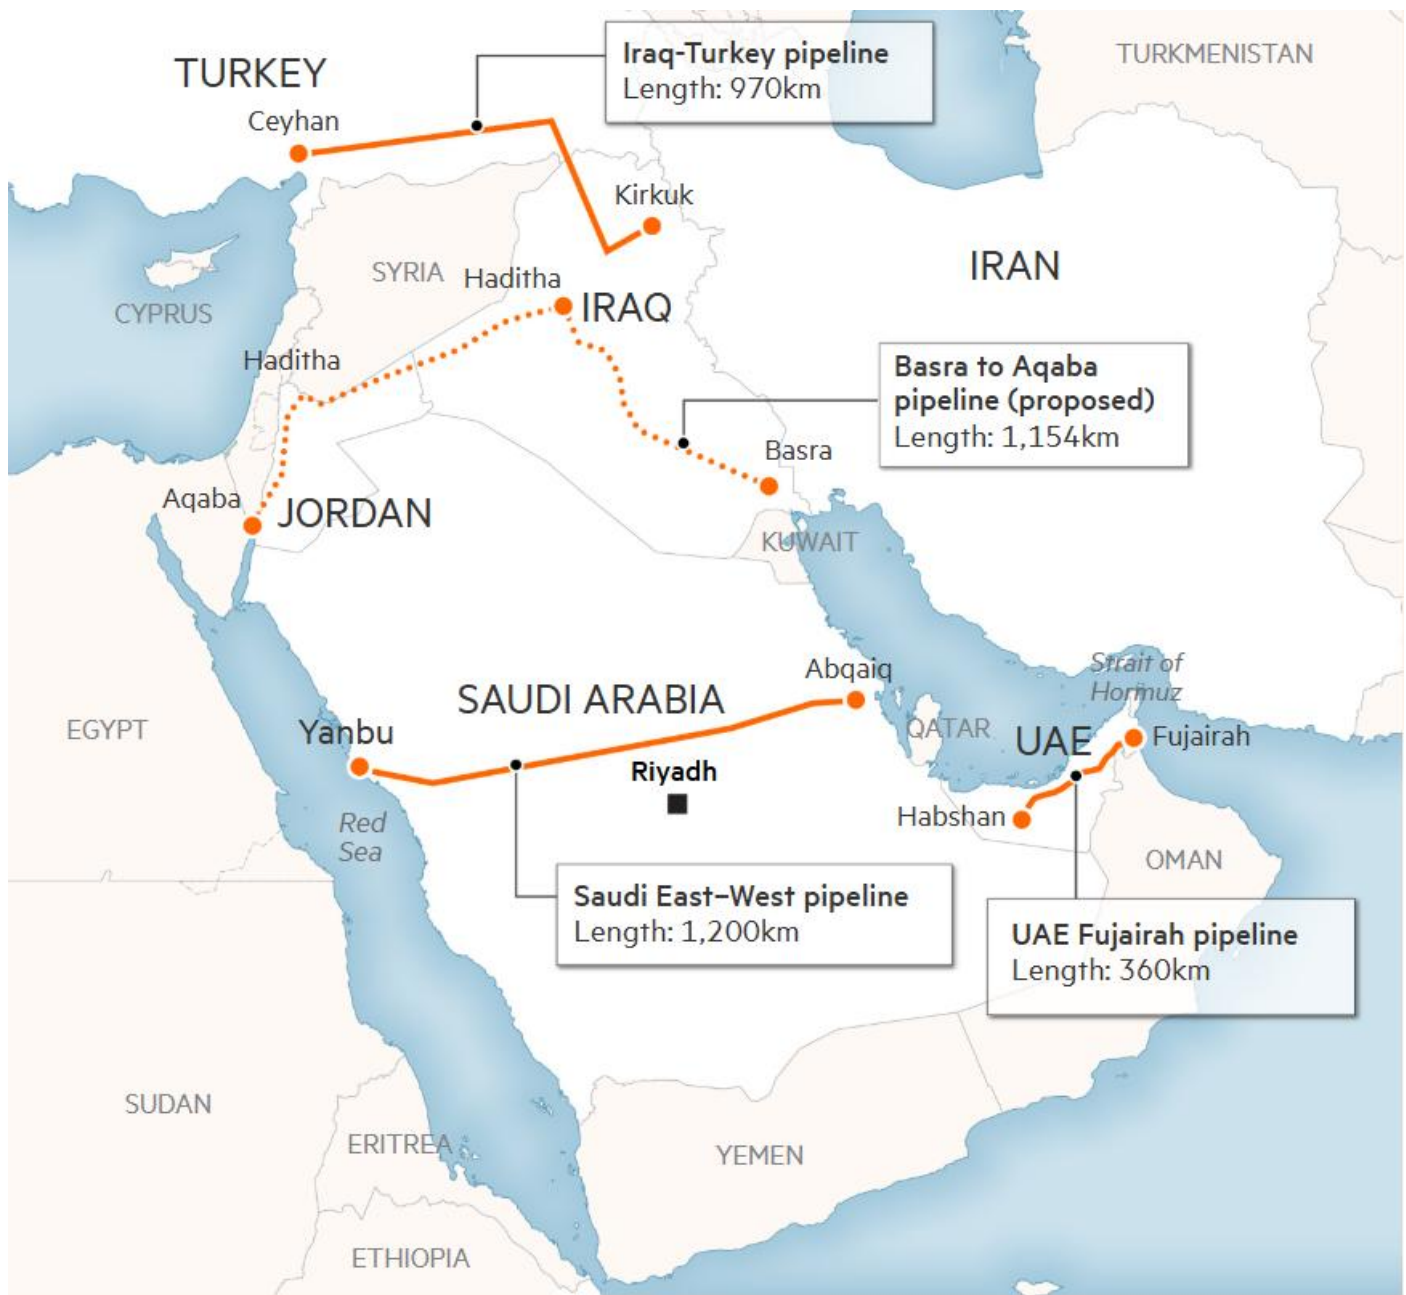 Iraq-Turkey pipeline
Length: 970km
TURKMENISTAN
TURKEY
Ceyhan
Kirkuk
IRAN
SYRIA
Haditha
IRAQ
CYPRUS
Haditha
Basra to Aqaba
pipeline (proposed)
Length: 1,154km
Basra
Aqaba
JORDAN
KUWAIT
Strait of
Hormuz
Abqaiq
SAUDI ARABIA
EGYPT
Yanbu
QATAR
UAE
Fujairah
Riyadh
Habshan
Red
Sea
OMAN
Saudi East–West pipeline
Length: 1,200km
UAE Fujairah pipeline
Length: 360km
SUDAN
ERITREA
YEMEN
ETHIOPIA